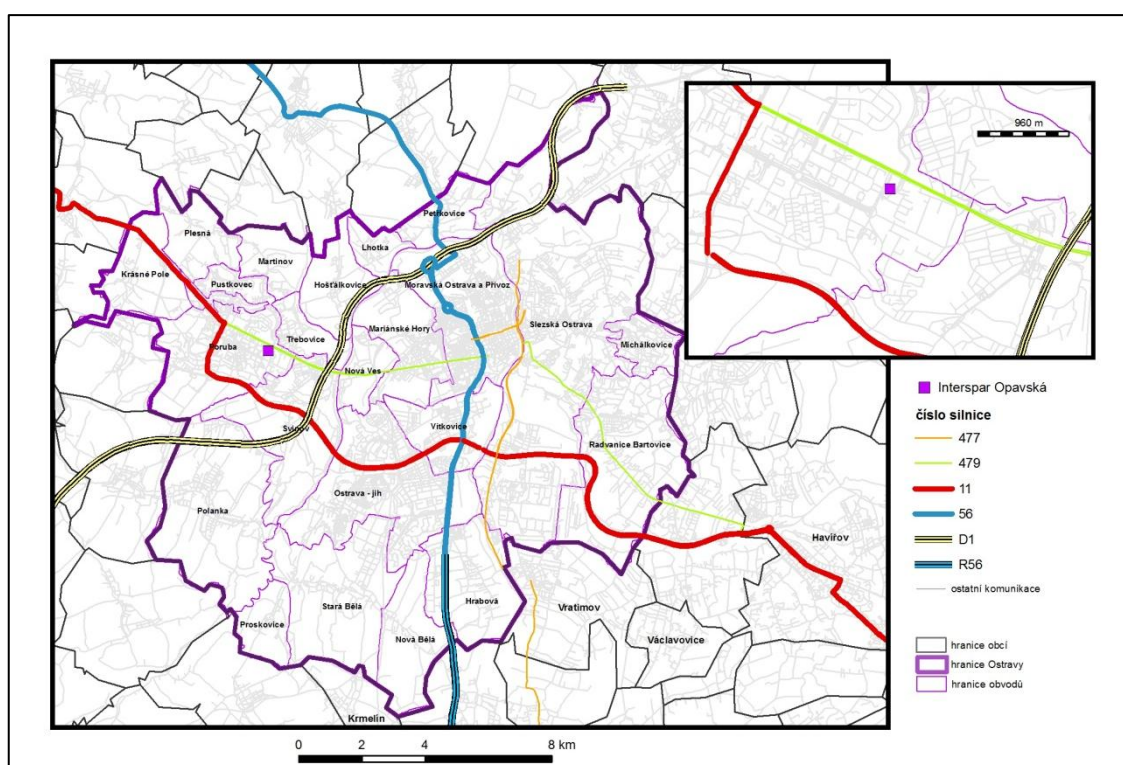 960 m
Petřkovice
Plesná
Lhotka
Martinov
Krásné Pole
Pustkovec
Hošťálkovice
Moravská Ostrava a Přívoz
Mariánské Hory
Slezská Ostrava
Poruba
Třebovice
Michálkovice
Nová Ves
Svinov
Vítkovice
Radvanice Bartovice
Ostrava - jih
Polanka
Havířov
Stará Bělá
Hrabová
Vratimov
Proskovice
Nová Bělá
Václavovice
Krmelín
Interspar Opavská
číslo silnice
477
479
11
56
D1
R56
ostatní komunikace
hranice obcí
hranice Ostravy
hranice obvodů
0 2 4 8 km